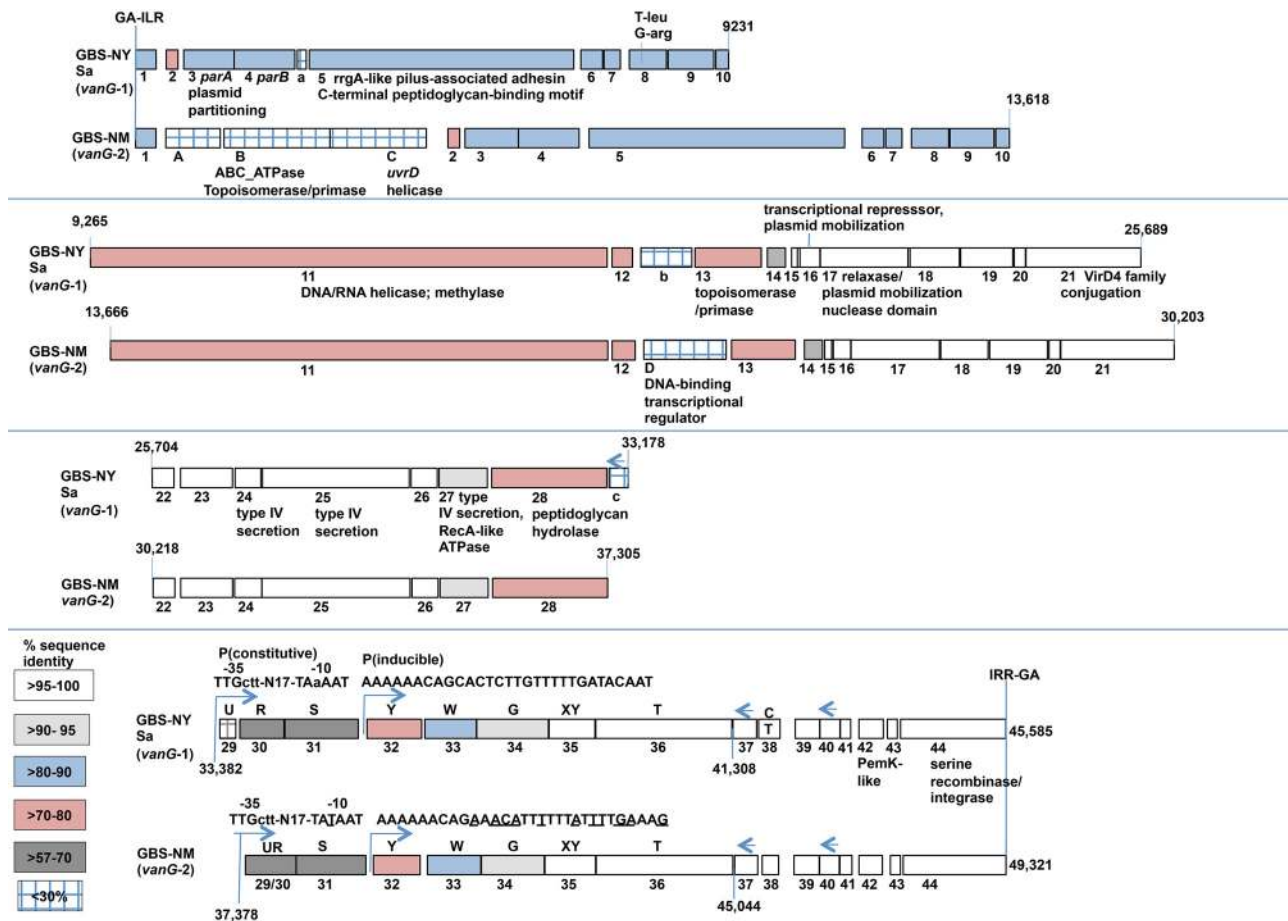 GA-ILR
T-leu
G-arg
9231
GBS-NY
Sa
(vanG-1)
1 2 3 parA 4 parB a 5 rrgA-like pilus-associated adhesin 6 7 8 9 10
plasmid
partitioning
C-terminal peptidoglycan-binding motif
13,618
GBS-NM
(vanG-2)
1 A B C 2 3 4 5 6 7 8 9 10
ABC_ATPase
Topoisomerase/primase
uvrD
helicase
transcriptional represssor,
plasmid mobilization
9,265
25,689
GBS-NY
Sa
(vanG-1)
11 12 b 13 14 15 16 17 relaxase/ 18 19 20 21 VirD4 family
DNA/RNA helicase; methylase
topoisomerase
/primase
plasmid mobilization
nuclease domain
conjugation
13,666
30,203
GBS-NM
(vanG-2)
11 12 D 13 14 15 16 17 18 19 20 21
DNA-binding
transcriptional
regulator
25,704
33,178
GBS-NY
Sa
(vanG-1)
22 23 24 25 26 27 type 28 c
type IV
secretion
type IV
secretion
IV secretion,
RecA-like
ATPase
peptidoglycan
hydrolase
30,218
37,305
GBS-NM
vanG-2)
22 23 24 25 26 27 28
% sequence
identity
>95-100
>90- 95
>80-90
>70-80
>57-70
<30%
P(constitutive)
-35 -10
TTGctt-N17-TAaAAT
P(inducible)
AAAAAACAGCACTCTTGTTTTTGATACAAT
IRR-GA
GBS-NY
Sa
(vanG-1)
U R S Y W G XY T C
T
29 30 31 32 33 34 35 36 37 38 39 40 41 42 43 44
45,585
33,382
41,308
PemK-
like
serine
recombinase/
integrase
-35 -10
TTGctt-N17-TATAAT
AAAAAACAGAAACATTTTTTATTTTGAAAG
GBS-NM
(vanG-2)
UR S Y W G XY T
29/30 31 32 33 34 35 36 37 38 39 40 41 42 43 44
49,321
37,378
45,044